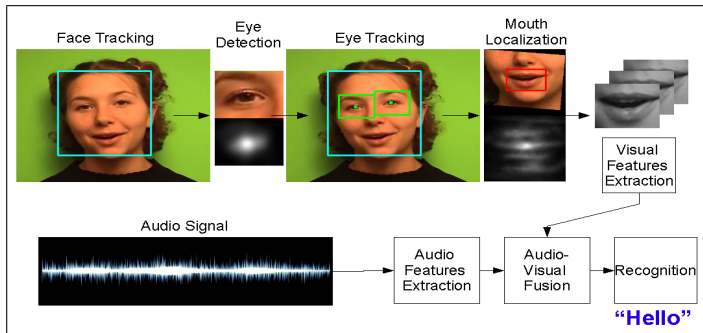 Face Tracking
Eye
Detection
Eye Tracking
Mouth
Localization
Visual
Features
Extraction
Audio Signal
Audio
Features
Extraction
Audio-
Visual
Fusion
Recognition
“Hello”